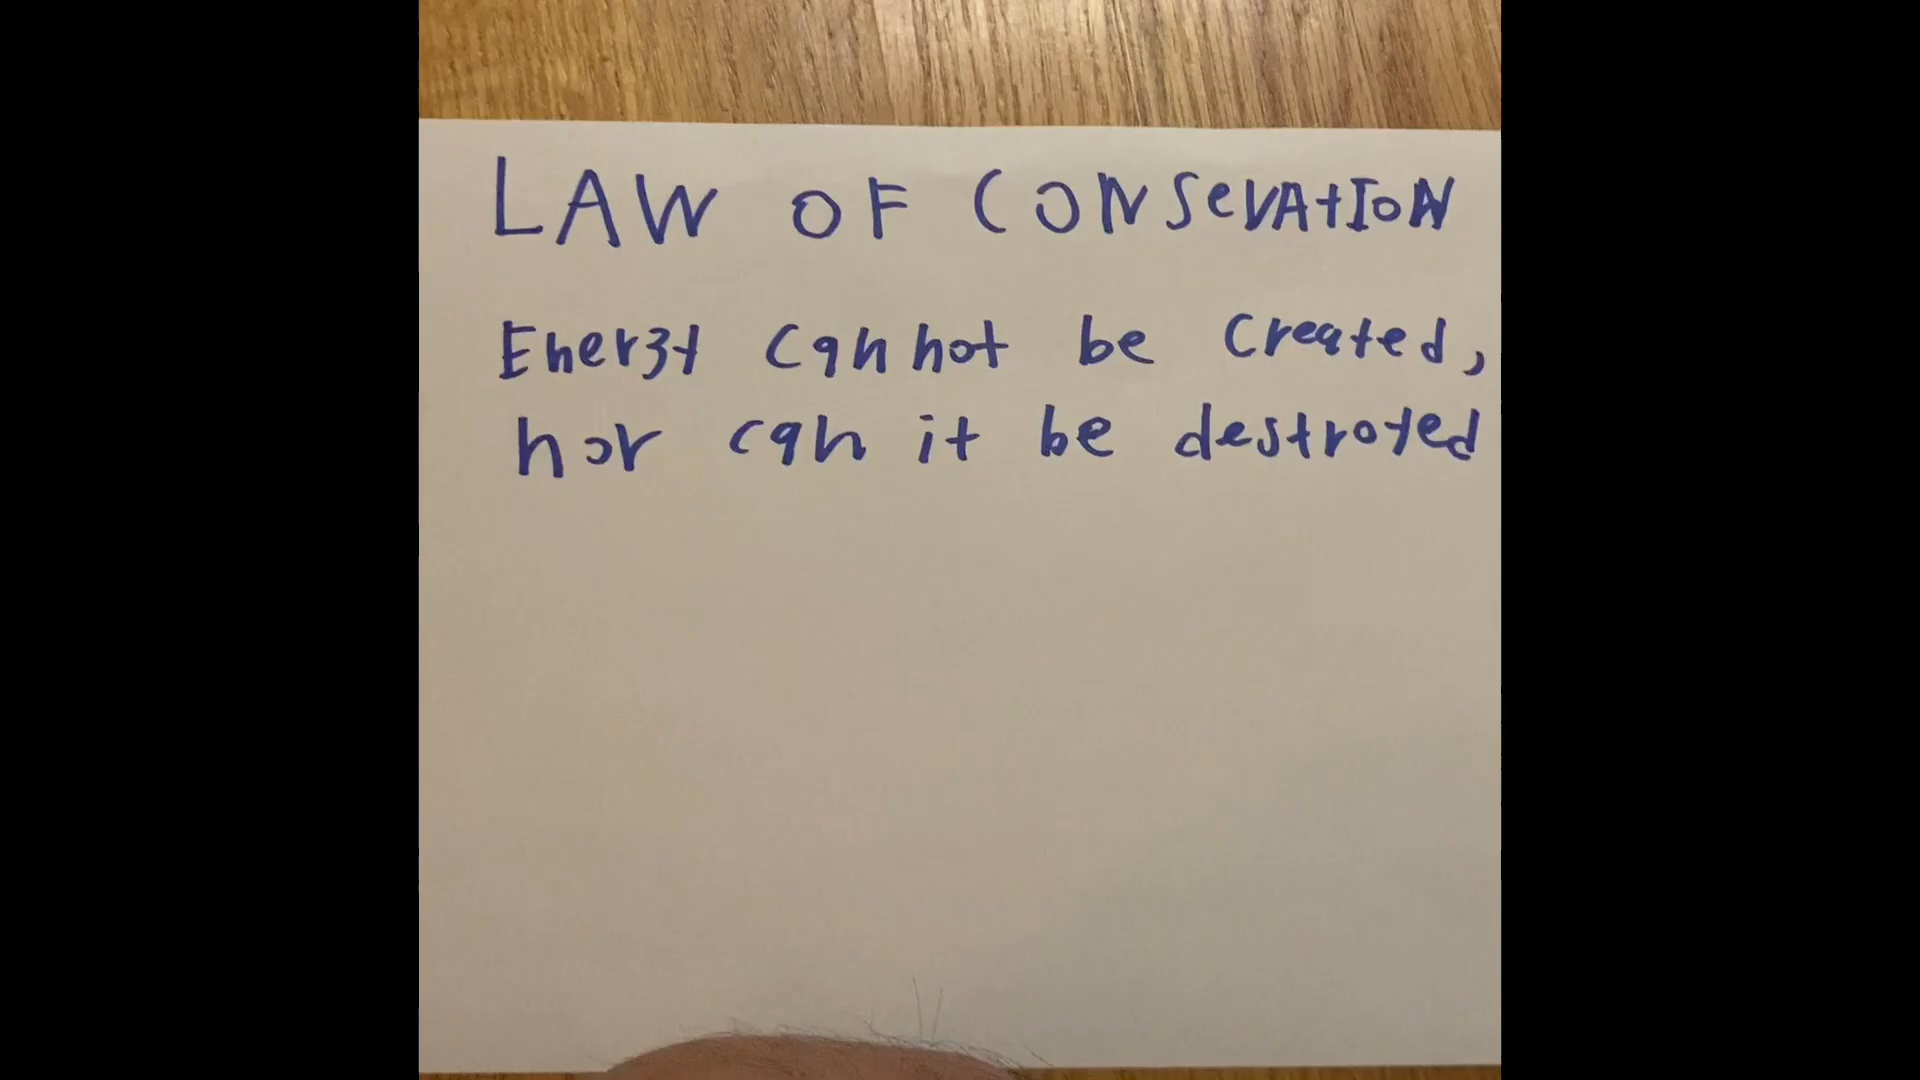 LAW OF CONSeVAtIoN
Energy cannot be created,
nor can it be destroyed